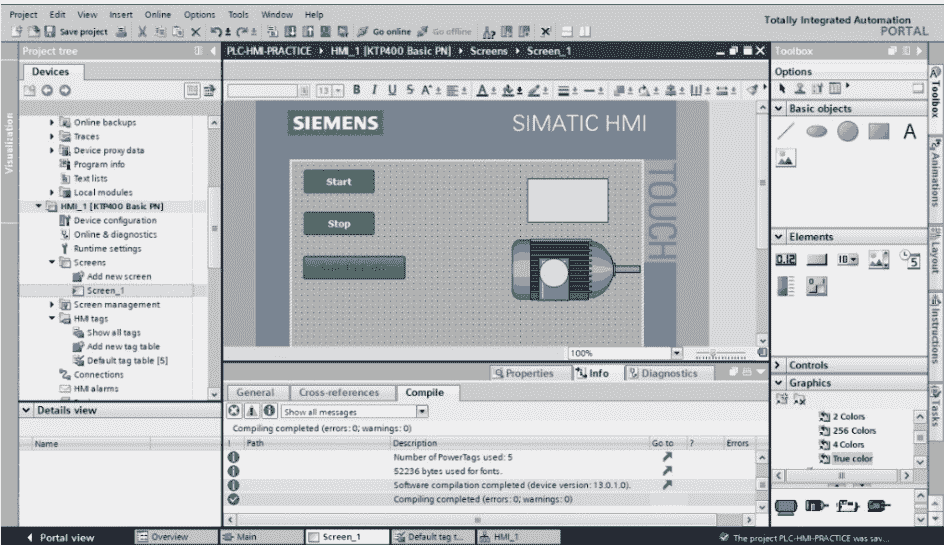 Project Edit View Insert Online Options Tools Window Help
Totally Integrated Automation
PORTAL
Save project Go online Go offline
Project tree
PLC-HMI-PRACTICE HMI_1 [KTP400 Basic PN] Screens Screen_1
Toolbox
Devices
Options
Visualization
Online backups
Traces
Device proxy data
Program info
Text lists
Local modules
HMI_1 [KTP400 Basic PN]
Device configuration
Online & diagnostics
Runtime settings
Screens
Add new screen
Screen_1
Screen management
HMI tags
Show all tags
Add new tag table
Default tag table [5]
Connections
HMI alarms
Details view
Name
13 B I U S A
SIEMENS
SIMATIC HMI
TOUCH
Start
Stop
100%
Properties Info Diagnostics
General Cross-references Compile
Show all messages
Compiling completed (errors: 0; warnings: 0)
! Path Description Go to ? Errors
Number of PowerTags used: 5
52236 bytes used for fonts.
Software compilation completed (device version: 13.0.1.0).
Compiling completed (errors: 0; warnings: 0)
Basic objects
A
Elements
0.12 10 5
Controls
Graphics
2 Colors
256 Colors
4 Colors
True color
Toolbox
Animations
Layout
Instructions
Tasks
Portal view Overview Main Screen_1 Default tag t... HMI_1
The project PLC-HMI-PRACTICE was sav...